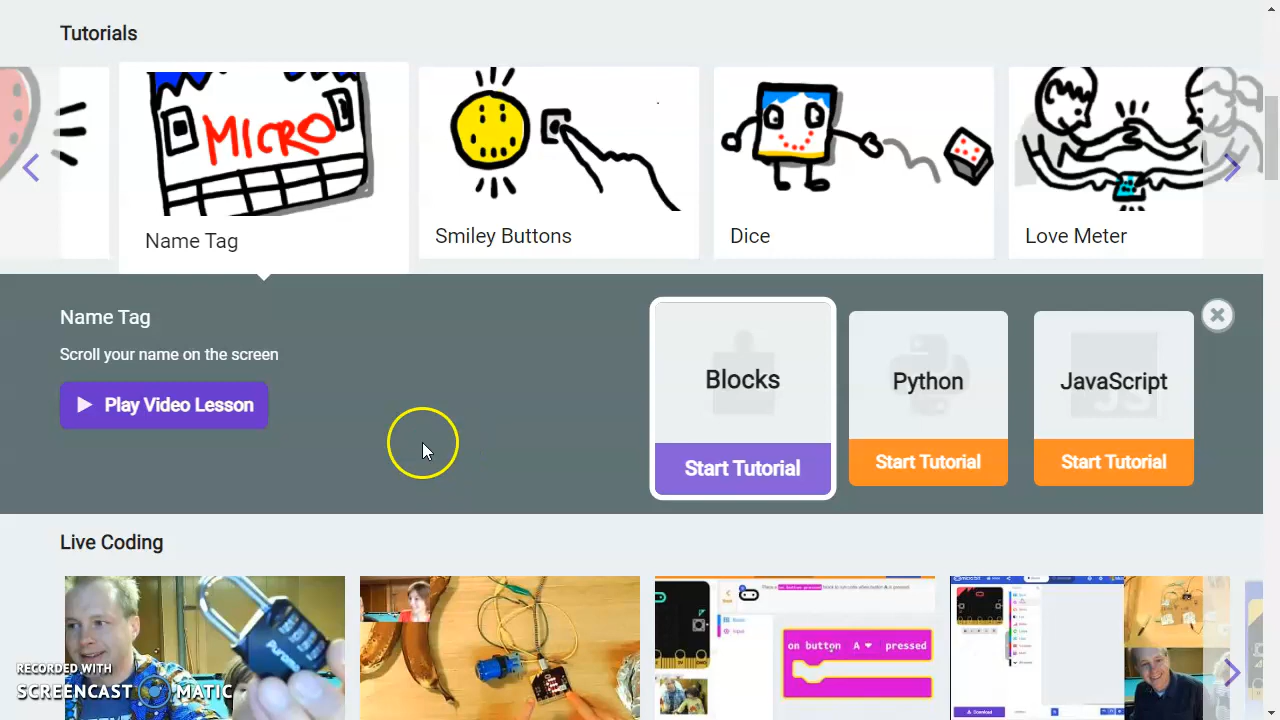 Tutorials
MICRO
Name Tag
Smiley Buttons
Dice
Love Meter
Name Tag
Scroll your name on the screen
Play Video Lesson
Blocks
Start Tutorial
Python
Start Tutorial
JS
JavaScript
Start Tutorial
Live Coding
on button A pressed
RECORDED WITH
SCREENCAST MATIC